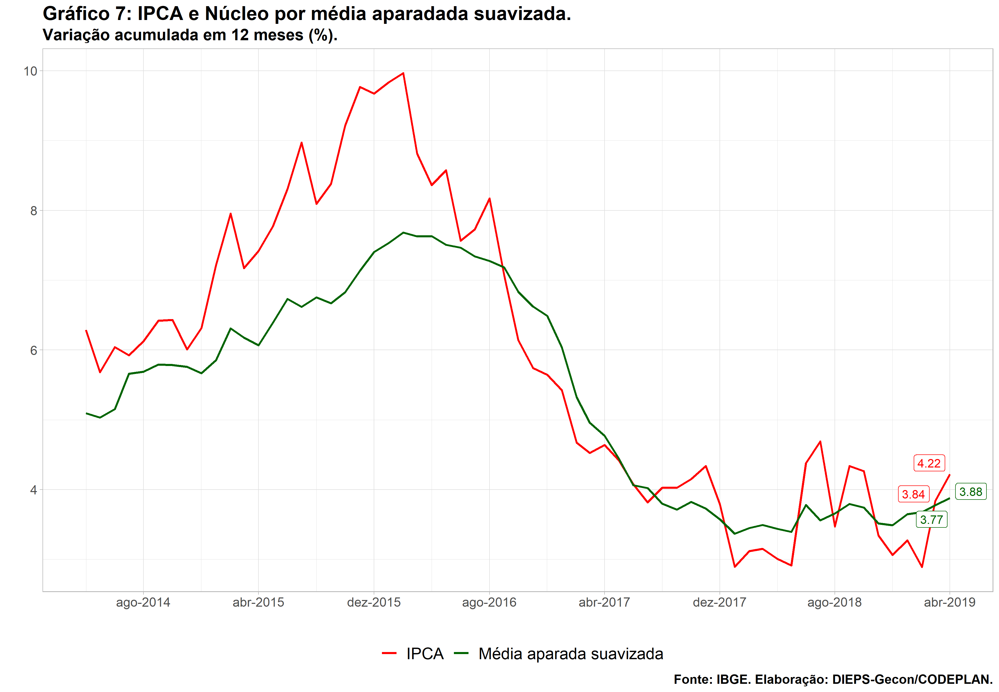 Gráfico 7: IPCA e Núcleo por média aparadada suavizada.
Variação acumulada em 12 meses (%).
10
8
6
4
4.22
3.84
3.88
3.77
ago-2014 abr-2015 dez-2015 ago-2016 abr-2017 dez-2017 ago-2018 abr-2019
IPCA Média aparada suavizada
Fonte: IBGE. Elaboração: DIEPS-Gecon/CODEPLAN.